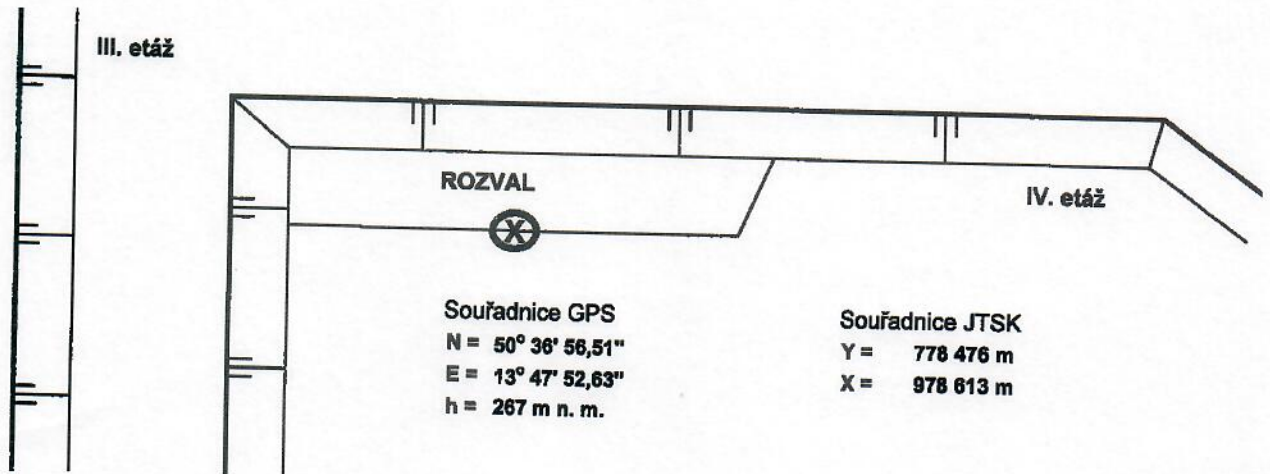 III. etáž
ROZVAL
IV. etáž
X
Souřadnice GPS
N = 50° 36' 56,51"
E = 13° 47' 52,63"
h = 267 m n. m.
Souřadnice JTSK
Y = 778 476 m
X = 978 613 m